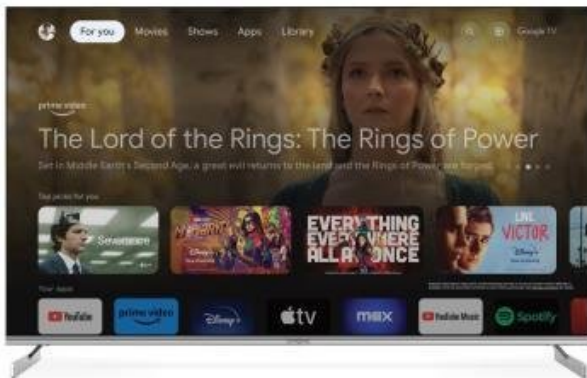 For you Movies Shows Apps Library Google TV
prime video
The Lord of the Rings: The Rings of Power
Set in Middle Earth's Second Age, a great evil returns to the land and the Rings of Power are forged.
Top picks for you
Severance
Disney+
EVERYTHING
EVERYWHERE
ALL AT ONCE
LOVE,
VICTOR
Disney+
Your apps
YouTube prime video Disney+ tv max YouTube Music Spotify